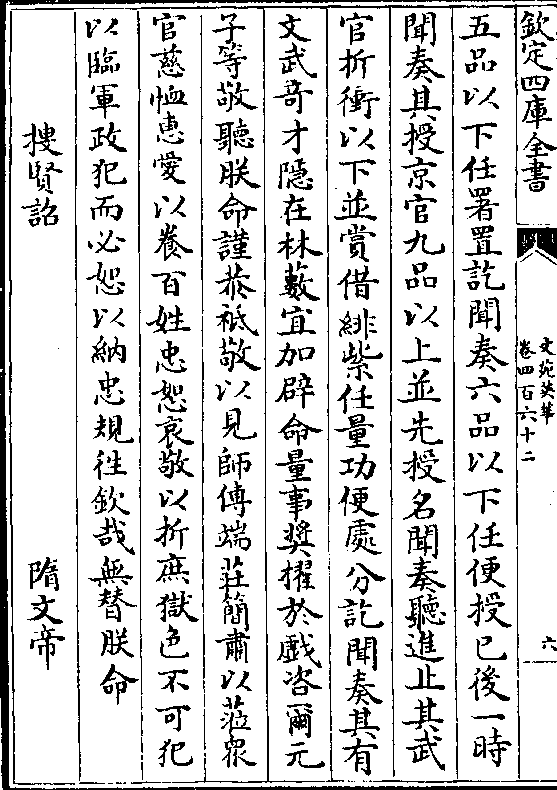 欽定四庫全書
文苑英華
卷四百六十二
六
五品以下任署置訖聞奏六品以下任便授已後一時
聞奏其授京官九品以上並先授名聞奏聽進止其武
官折衝以下並賞借緋紫任量功便處分訖聞奏其有
文武奇才隱在林藪宜加辟命量事奨擢於戲咨爾元
子等敬聽朕命謹恭祗敬以見師傅端莊簡肅以蒞衆
官慈恤惠愛以養百姓忠恕哀敬以折庶獄色不可犯
以臨軍政犯而必恕以納忠規徃欽哉無替朕命
搜賢詔
隋文帝